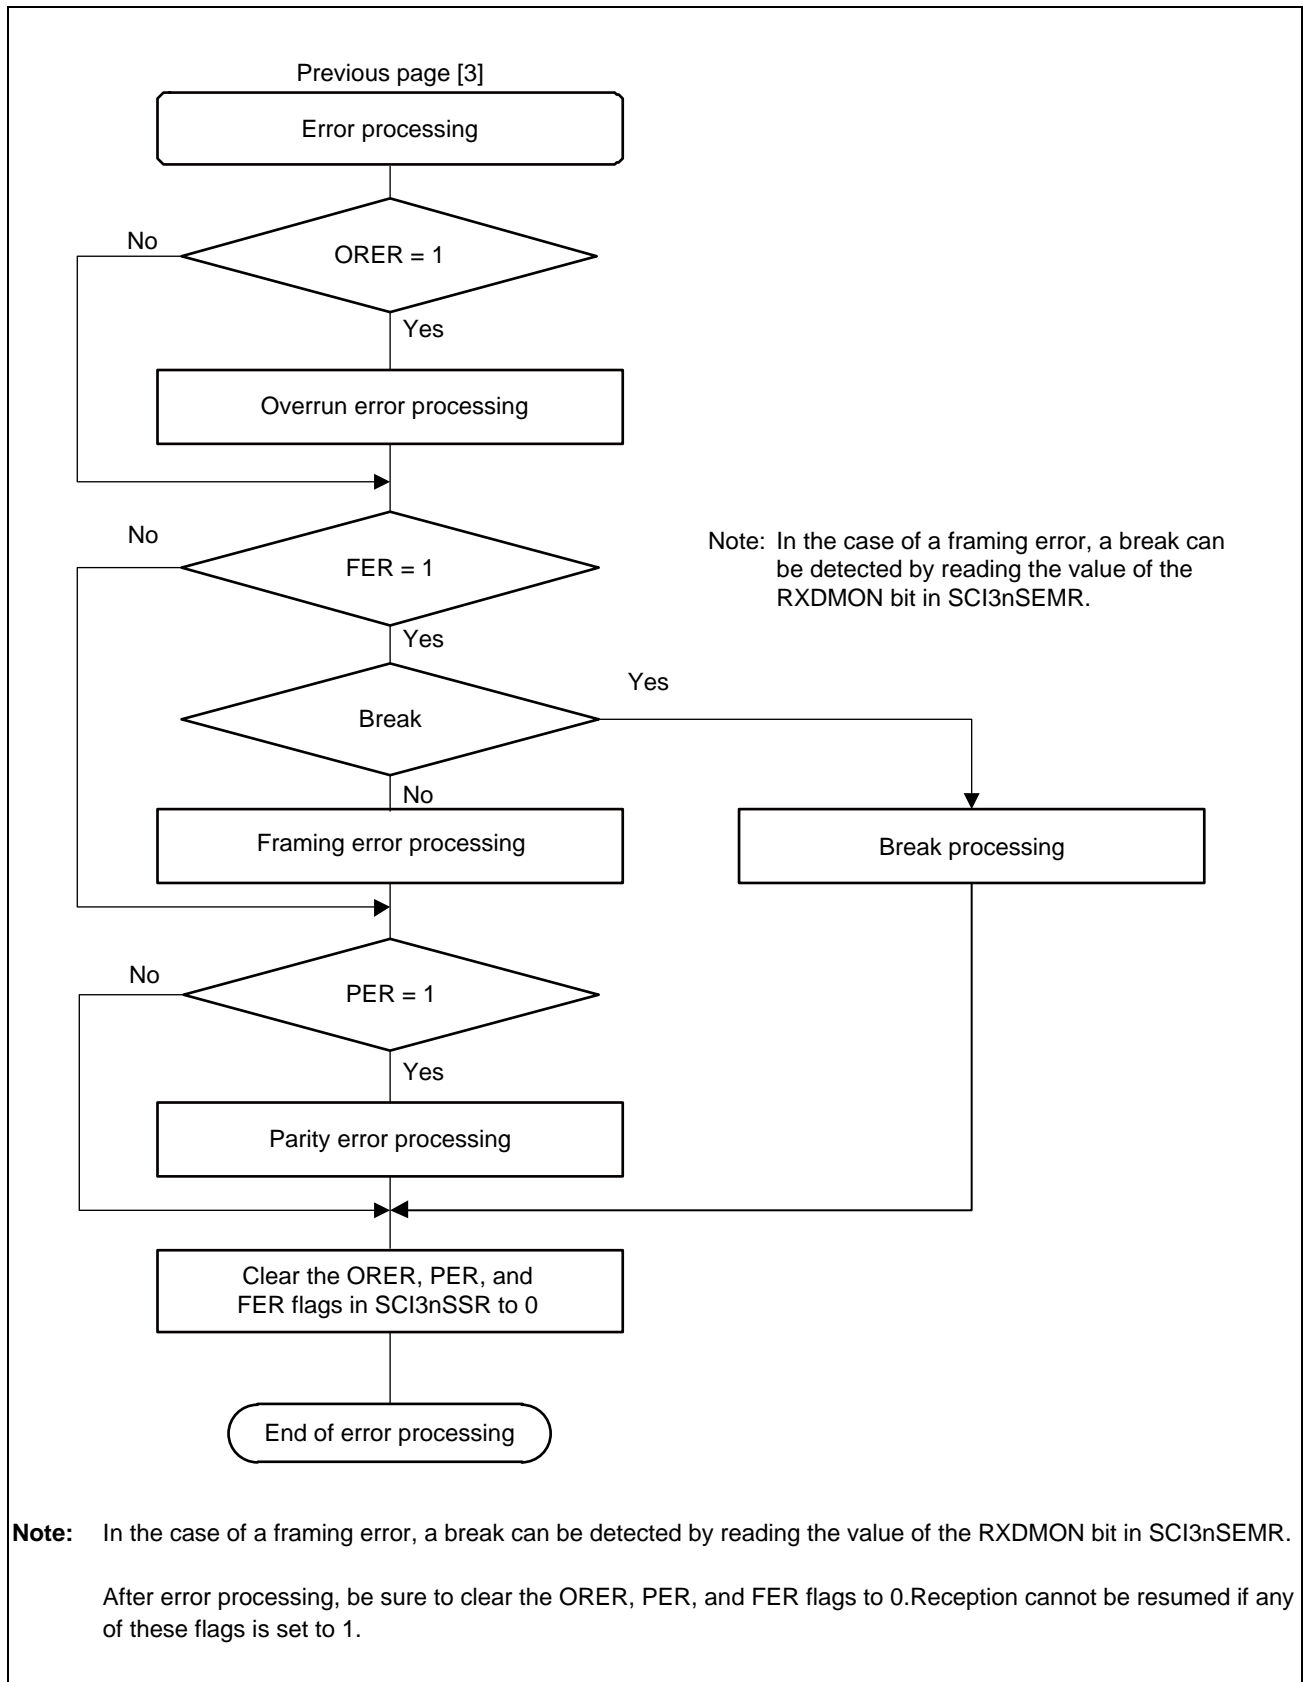 Previous page [3]
Error processing
No
ORER = 1
Yes
Overrun error processing
No
FER = 1
Note: In the case of a framing error, a break can
be detected by reading the value of the
RXDMON bit in SCI3nSEMR.
Yes
Yes
Break
No
Framing error processing
Break processing
No
PER = 1
Yes
Parity error processing
Clear the ORER, PER, and
FER flags in SCI3nSSR to 0
End of error processing
Note: In the case of a framing error, a break can be detected by reading the value of the RXDMON bit in SCI3nSEMR.
After error processing, be sure to clear the ORER, PER, and FER flags to 0.Reception cannot be resumed if any
of these flags is set to 1.